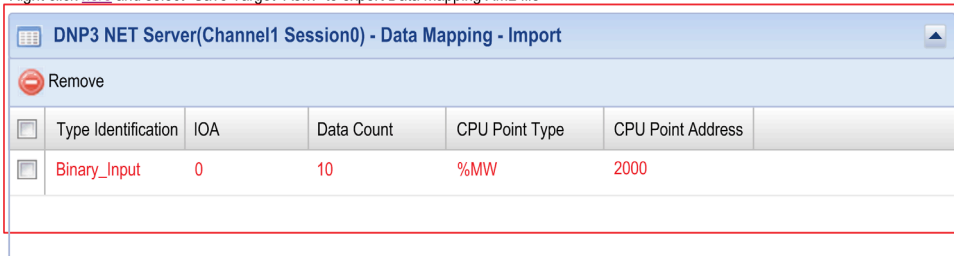 DNP3 NET Server(Channel1 Session0) - Data Mapping - Import
Remove
Type Identification IOA Data Count CPU Point Type CPU Point Address
Binary_Input 0 10 %MW 2000